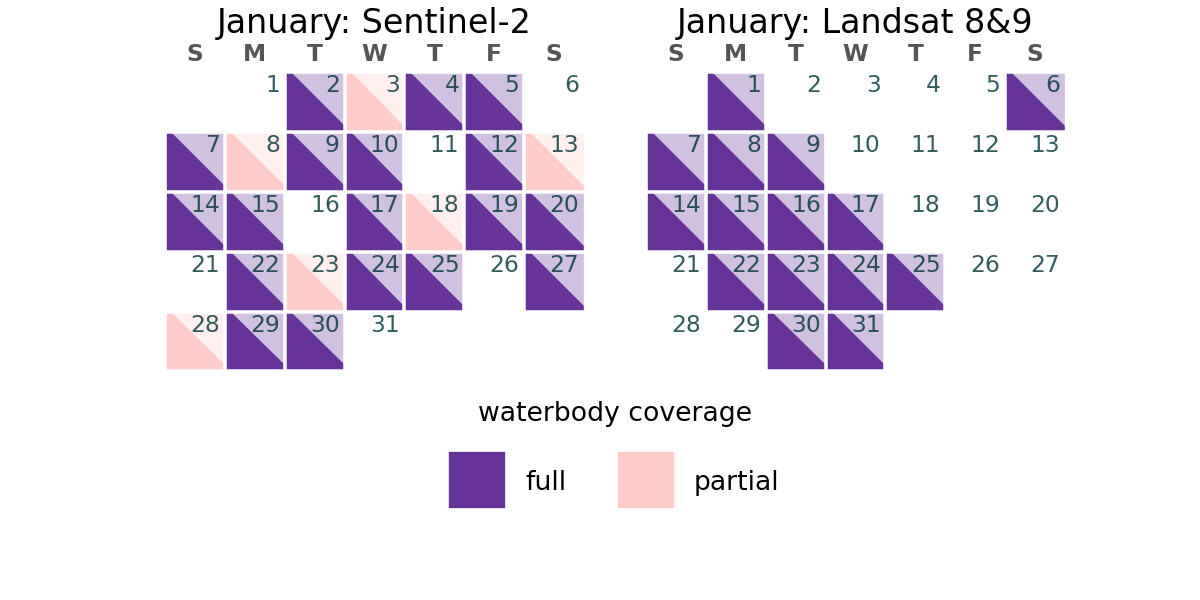 January: Sentinel-2
S M T W T F S
1 2 3 4 5 6
7 8 9 10 11 12 13
14 15 16 17 18 19 20
21 22 23 24 25 26 27
28 29 30 31
January: Landsat 8&9
S M T W T F S
1 2 3 4 5 6
7 8 9 10 11 12 13
14 15 16 17 18 19 20
21 22 23 24 25 26 27
28 29 30 31
waterbody coverage
full partial